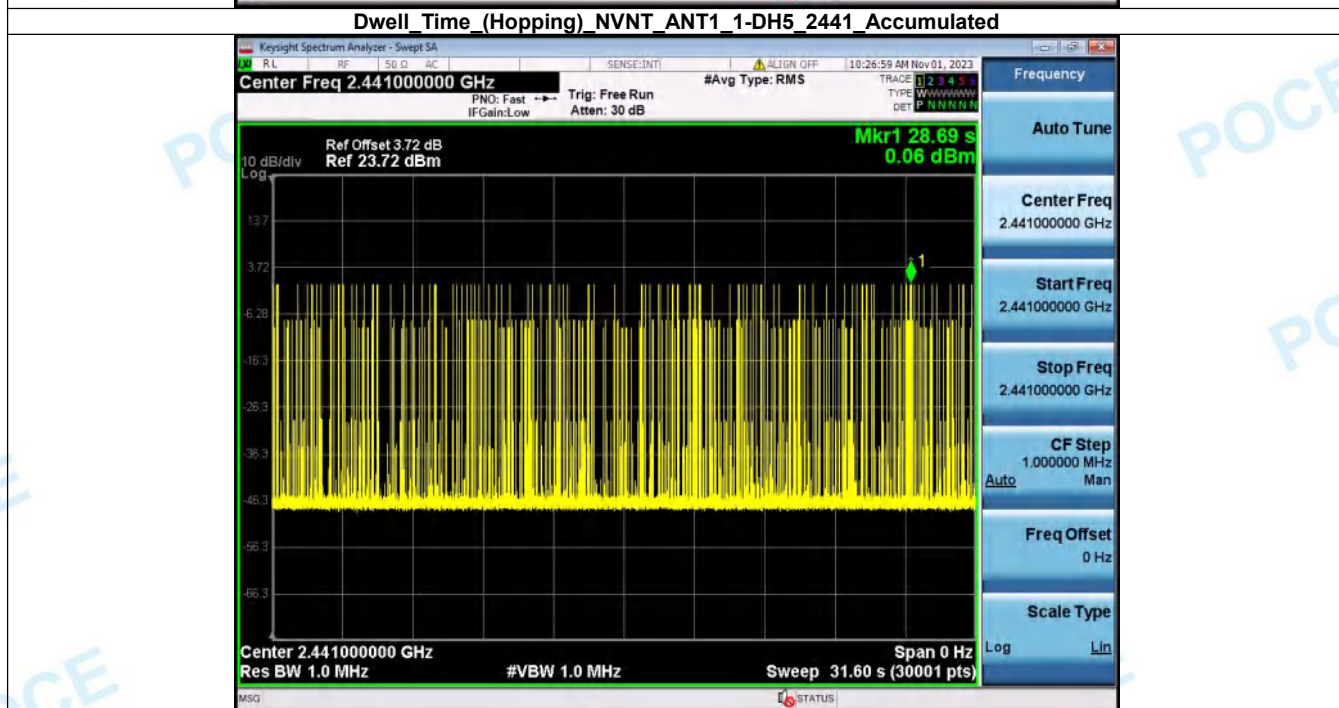 Dwell_Time_(Hopping)_NVNT_ANT1_1-DH5_2441_Accumulated
Keysight Spectrum Analyzer - Swept SA
LXI RL RF 50 Ω AC SENSE:INT ALIGN OFF 10:26:59 AM Nov 01, 2023
Center Freq 2.441000000 GHz #Avg Type: RMS TRACE 1 2 3 4 5 6
PNO: Fast Trig: Free Run TYPE WWWWWW
IFGain:Low Atten: 30 dB DET P N N N N N
Mkr1 28.69 s
0.06 dBm
Ref Offset 3.72 dB
10 dB/div Ref 23.72 dBm
Log
13.7
3.72
-6.28
-16.3
-26.3
-36.3
-46.3
-56.3
-66.3
1
Center 2.441000000 GHz Span 0 Hz
Res BW 1.0 MHz #VBW 1.0 MHz Sweep 31.60 s (30001 pts)
MSG STATUS
Frequency
Auto Tune
Center Freq
2.441000000 GHz
Start Freq
2.441000000 GHz
Stop Freq
2.441000000 GHz
CF Step
1.000000 MHz
Auto Man
Freq Offset
0 Hz
Scale Type
Log Lin
POCE